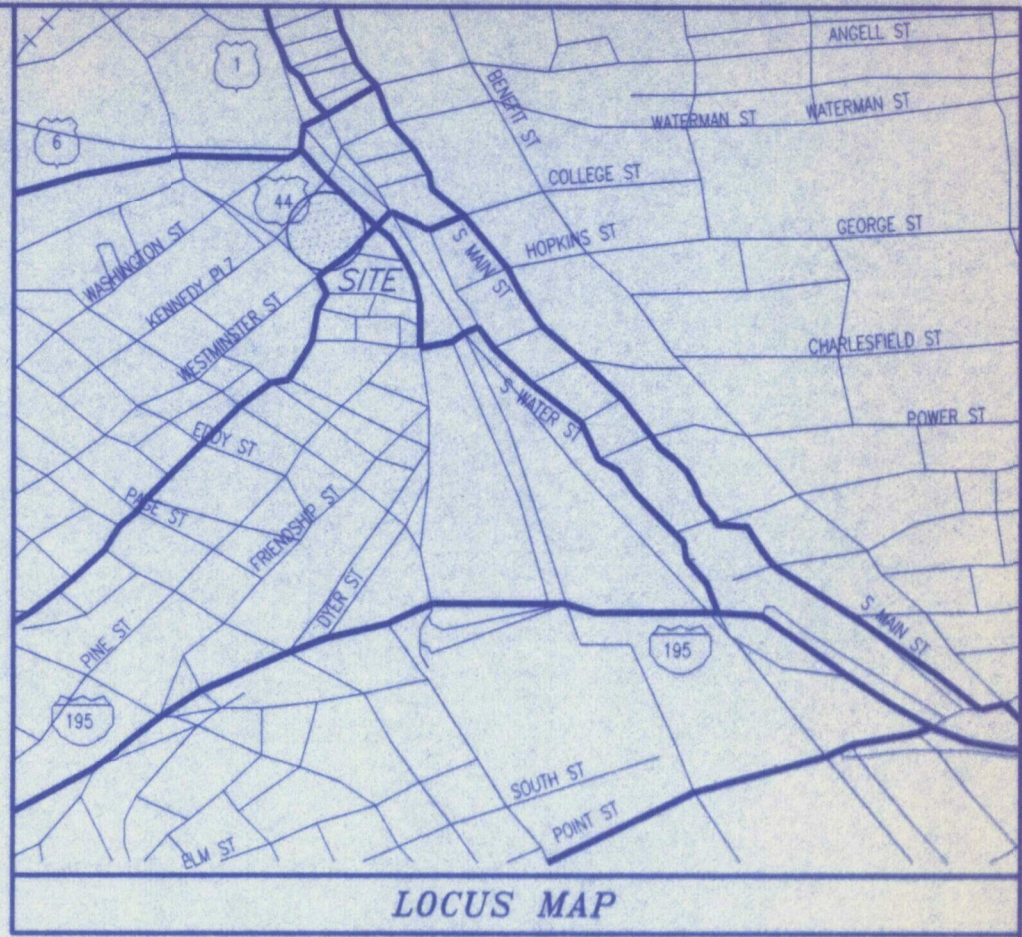 ANGELL ST
1
BENEFIT ST
WATERMAN ST
WATERMAN ST
6
COLLEGE ST
44
GEORGE ST
HOPKINS ST
S MAIN ST
WASHINGTON ST
SITE
KENNEDY PLZ
WESTMINSTER ST
CHARLESFIELD ST
S WATER ST
POWER ST
EDDY ST
PAGE ST
FRIENDSHIP ST
DYER ST
S MAIN ST
PINE ST
195
195
SOUTH ST
POINT ST
ELM ST
LOCUS MAP